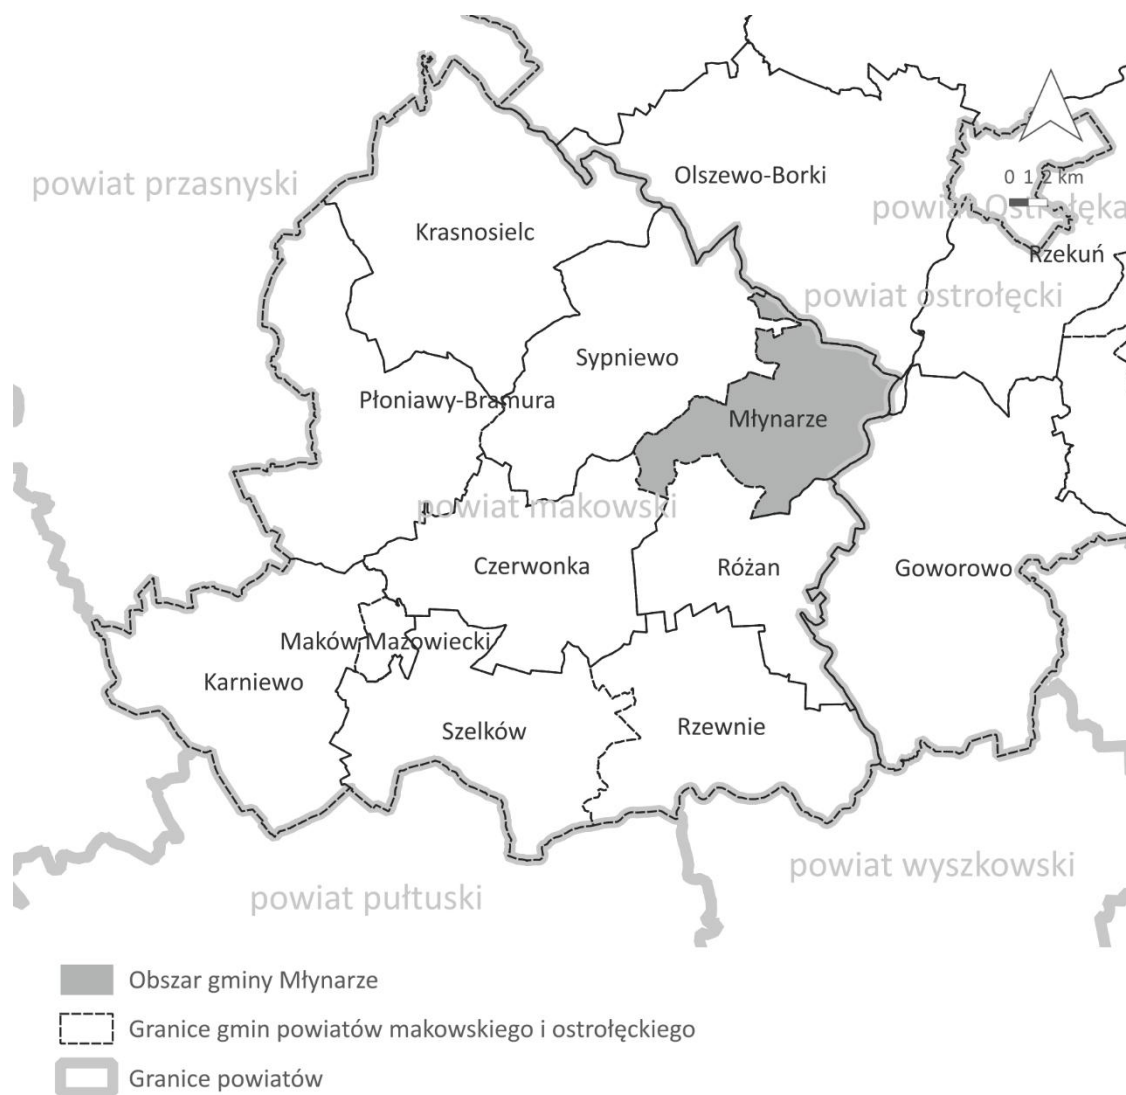 Olszewo-Borki
0 1 2 km
powiat przasnyski
powiat Ostrołęka
Krasnosielc
Rzekuń
powiat ostrołęcki
Sypniewo
Płoniawy-Bramura
Młynarze
powiat makowski
Czerwonka
Różan
Goworowo
Maków Mazowiecki
Karniewo
Szelków
Rzewnie
powiat wyszkowski
powiat pułtuski
Obszar gminy Młynarze
Granice gmin powiatów makowskiego i ostrołęckiego
Granice powiatów